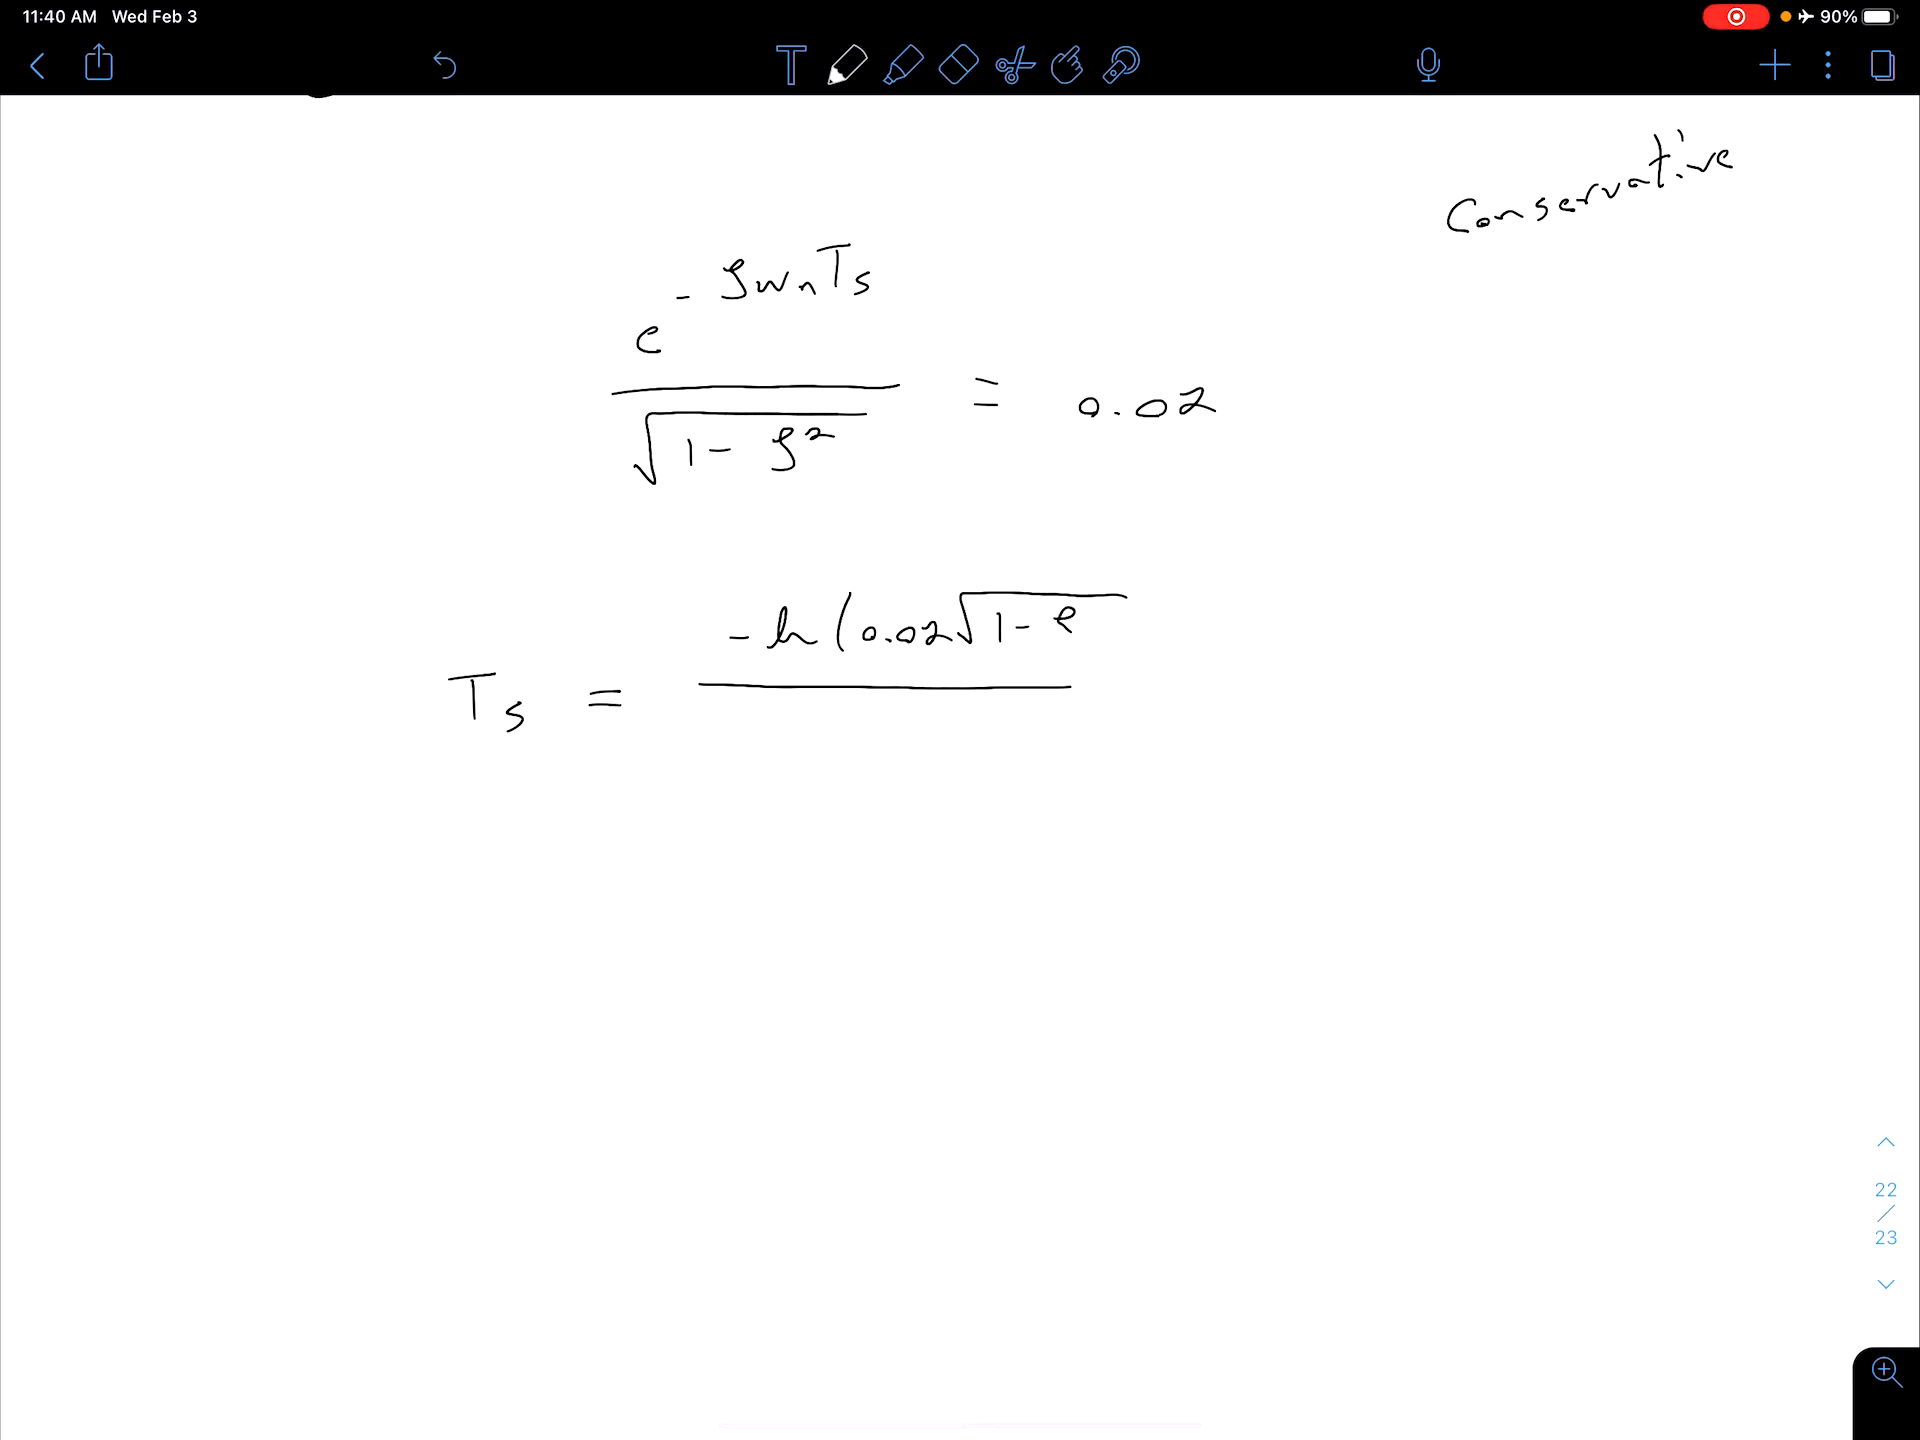 11:40 AM Wed Feb 3
90%
T
Conservative
e^{-ζωnTs} / √(1-ζ²) = 0.02
Ts = -ln(0.02√(1-
22
/
23